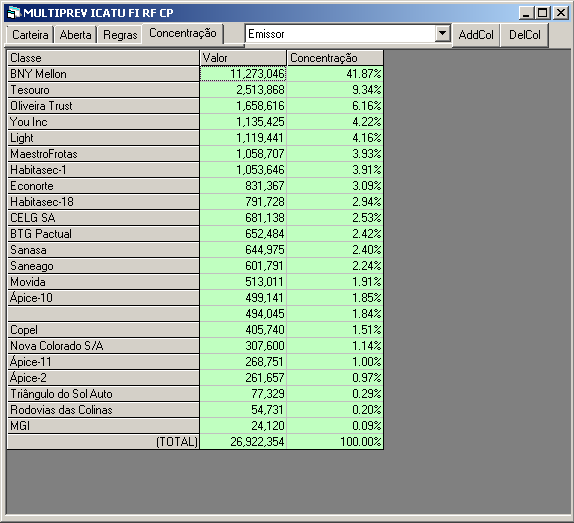 MULTIPREV ICATU FI RF CP
Carteira Aberta Regras Concentração Emissor AddCol DelCol
Classe Valor Concentração
BNY Mellon 11,273,046 41.87%
Tesouro 2,513,868 9.34%
Oliveira Trust 1,658,616 6.16%
You Inc 1,135,425 4.22%
Light 1,119,441 4.16%
MaestroFrotas 1,058,707 3.93%
Habitasec-1 1,053,646 3.91%
Econorte 831,367 3.09%
Habitasec-18 791,728 2.94%
CELG SA 681,138 2.53%
BTG Pactual 652,484 2.42%
Sanasa 644,975 2.40%
Saneago 601,791 2.24%
Movida 513,011 1.91%
Ápice-10 499,141 1.85%
494,045 1.84%
Copel 405,740 1.51%
Nova Colorado S/A 307,600 1.14%
Ápice-11 268,751 1.00%
Ápice-2 261,657 0.97%
Triângulo do Sol Auto 77,329 0.29%
Rodovias das Colinas 54,731 0.20%
MGI 24,120 0.09%
(TOTAL) 26,922,354 100.00%